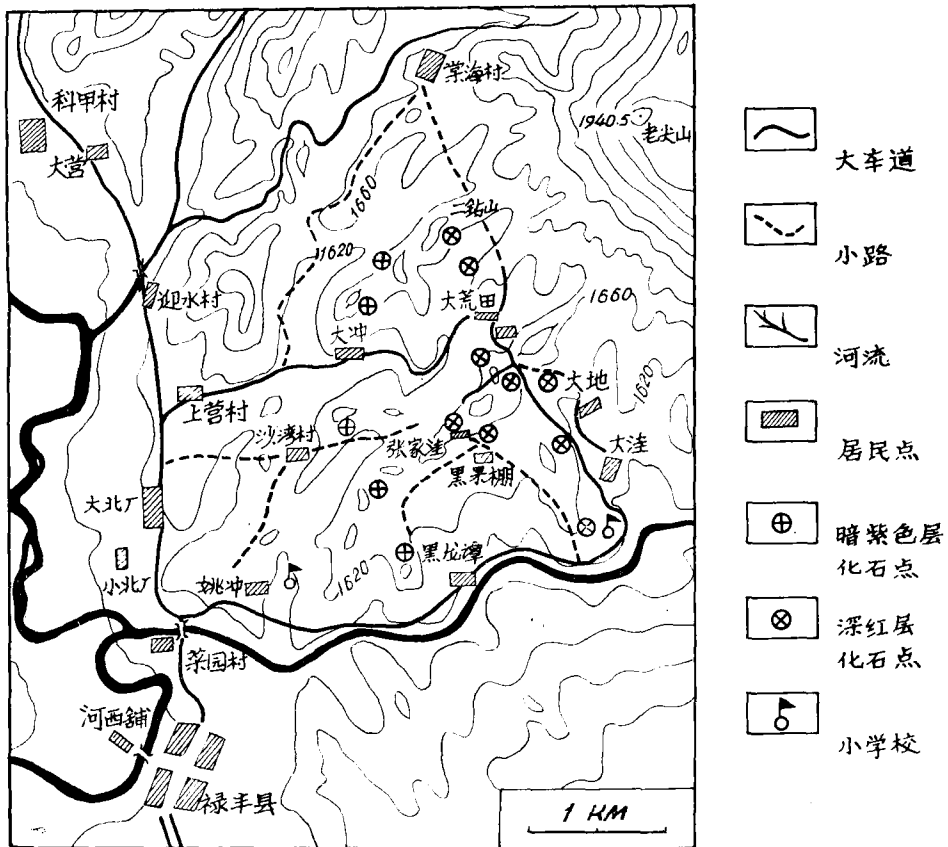 棠海村
科甲村
1940.5
老尖山
大营
1660
二钻山
1620
1660
迎水村
大荒田
大冲
上营村
大地
1620
沙湾村
张家洼
大洼
黑果棚
大北厂
黑龙潭
小北厂
姚冲
1620
菜园村
河西舖
禄丰县
1 KM
大车道
小路
河流
居民点
暗紫色层
化石点
深红层
化石点
小学校